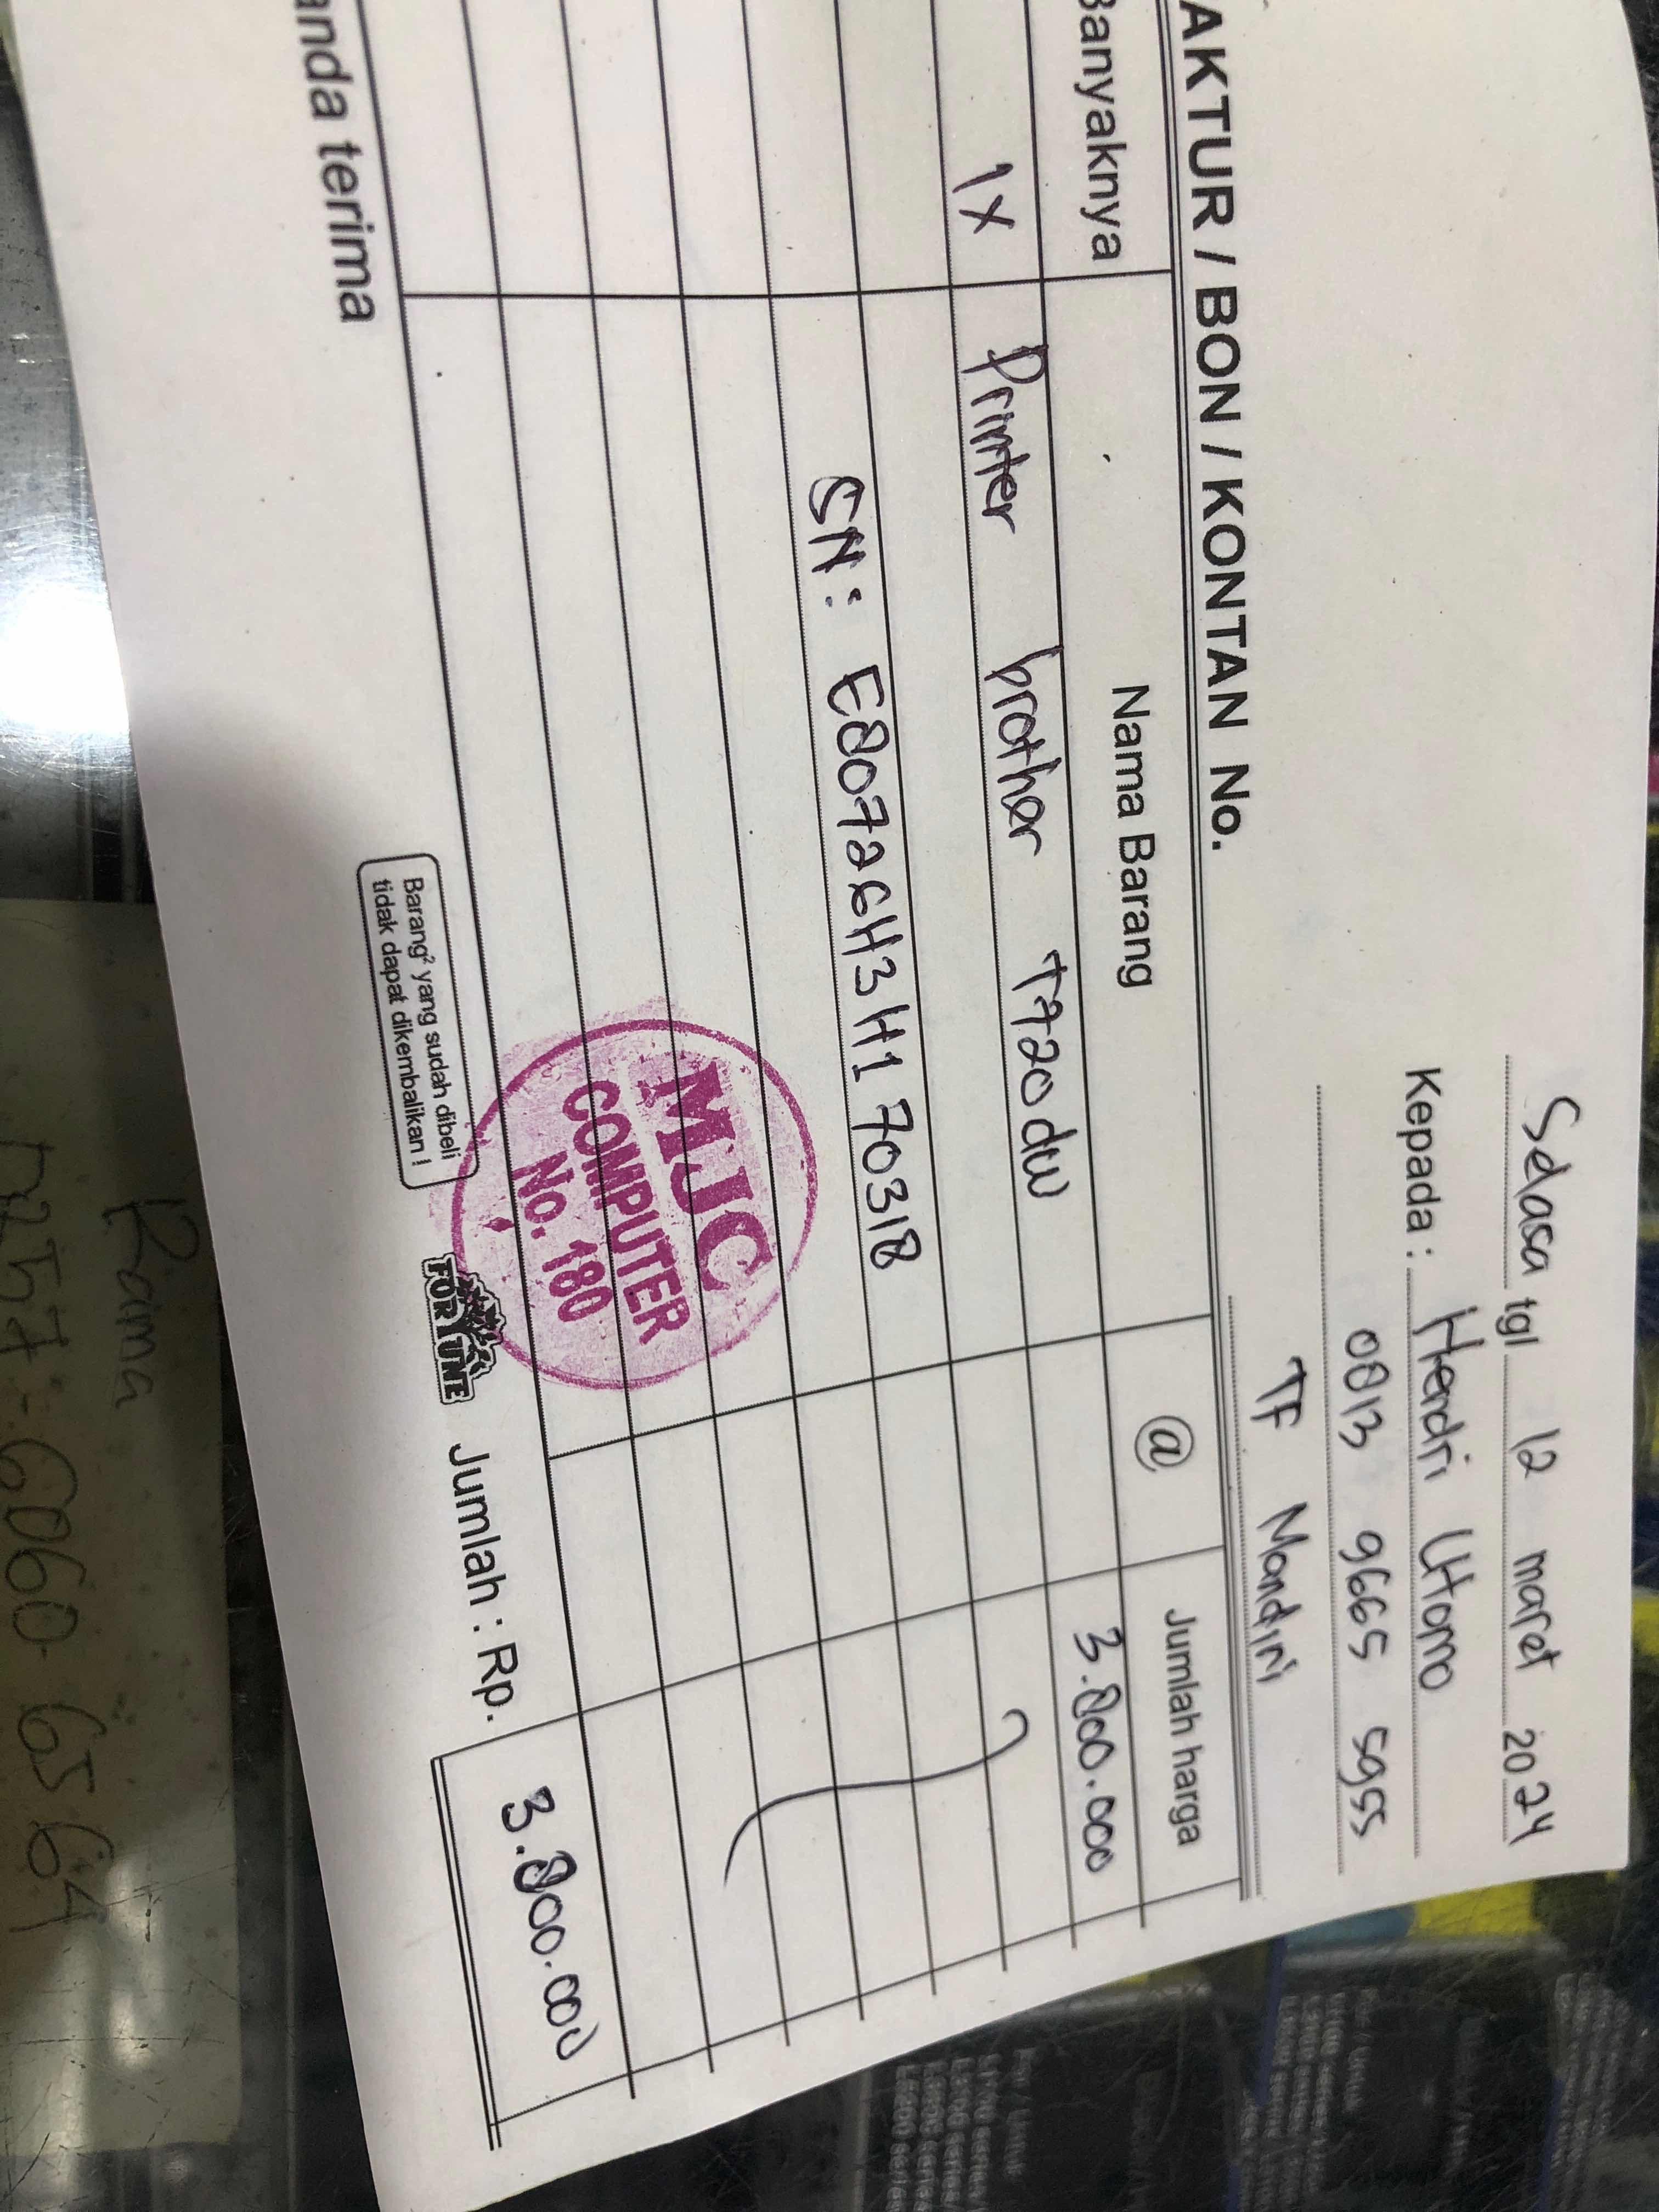 Selasa tgl 12 maret 2024
Kepada : Hendri Utomo
0813 9665 5955
TF Mandiri
AKTUR / BON / KONTAN No.
Banyaknya Nama Barang @ Jumlah harga
1x Printer brother T720dw 3.800.000
SN: E80726H3H170318
MJC
COMPUTER
No. 180
anda terima
Barang² yang sudah dibeli
tidak dapat dikembalikan !
FORTUNE
Jumlah : Rp. 3.800.000
Rama